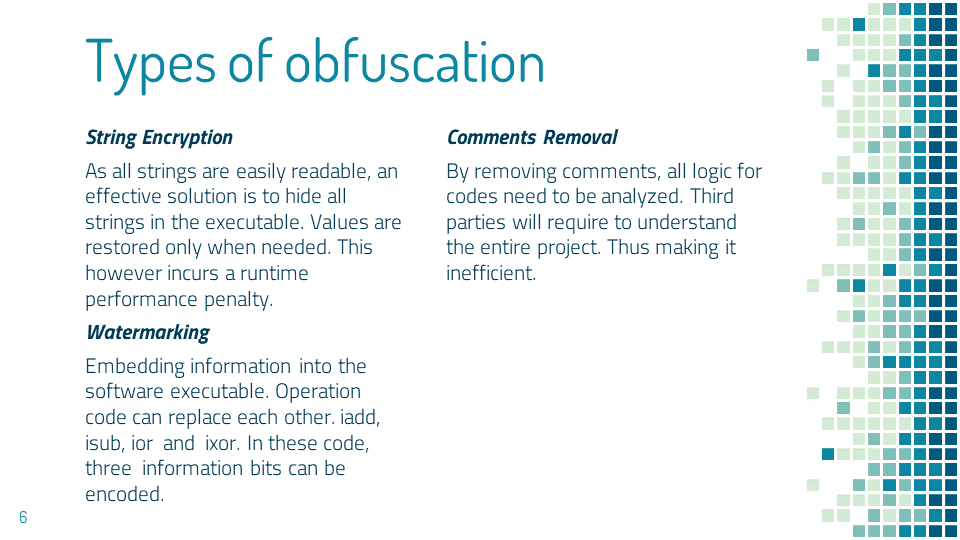 Types of obfuscation
String Encryption
As all strings are easily readable, an
effective solution is to hide all
strings in the executable. Values are
restored only when needed. This
however incurs a runtime
performance penalty.
Watermarking
Embedding information into the
software executable. Operation
code can replace each other. iadd,
isub, ior and ixor. In these code,
three information bits can be
encoded.
Comments Removal
By removing comments, all logic for
codes need to be analyzed. Third
parties will require to understand
the entire project. Thus making it
inefficient.
6